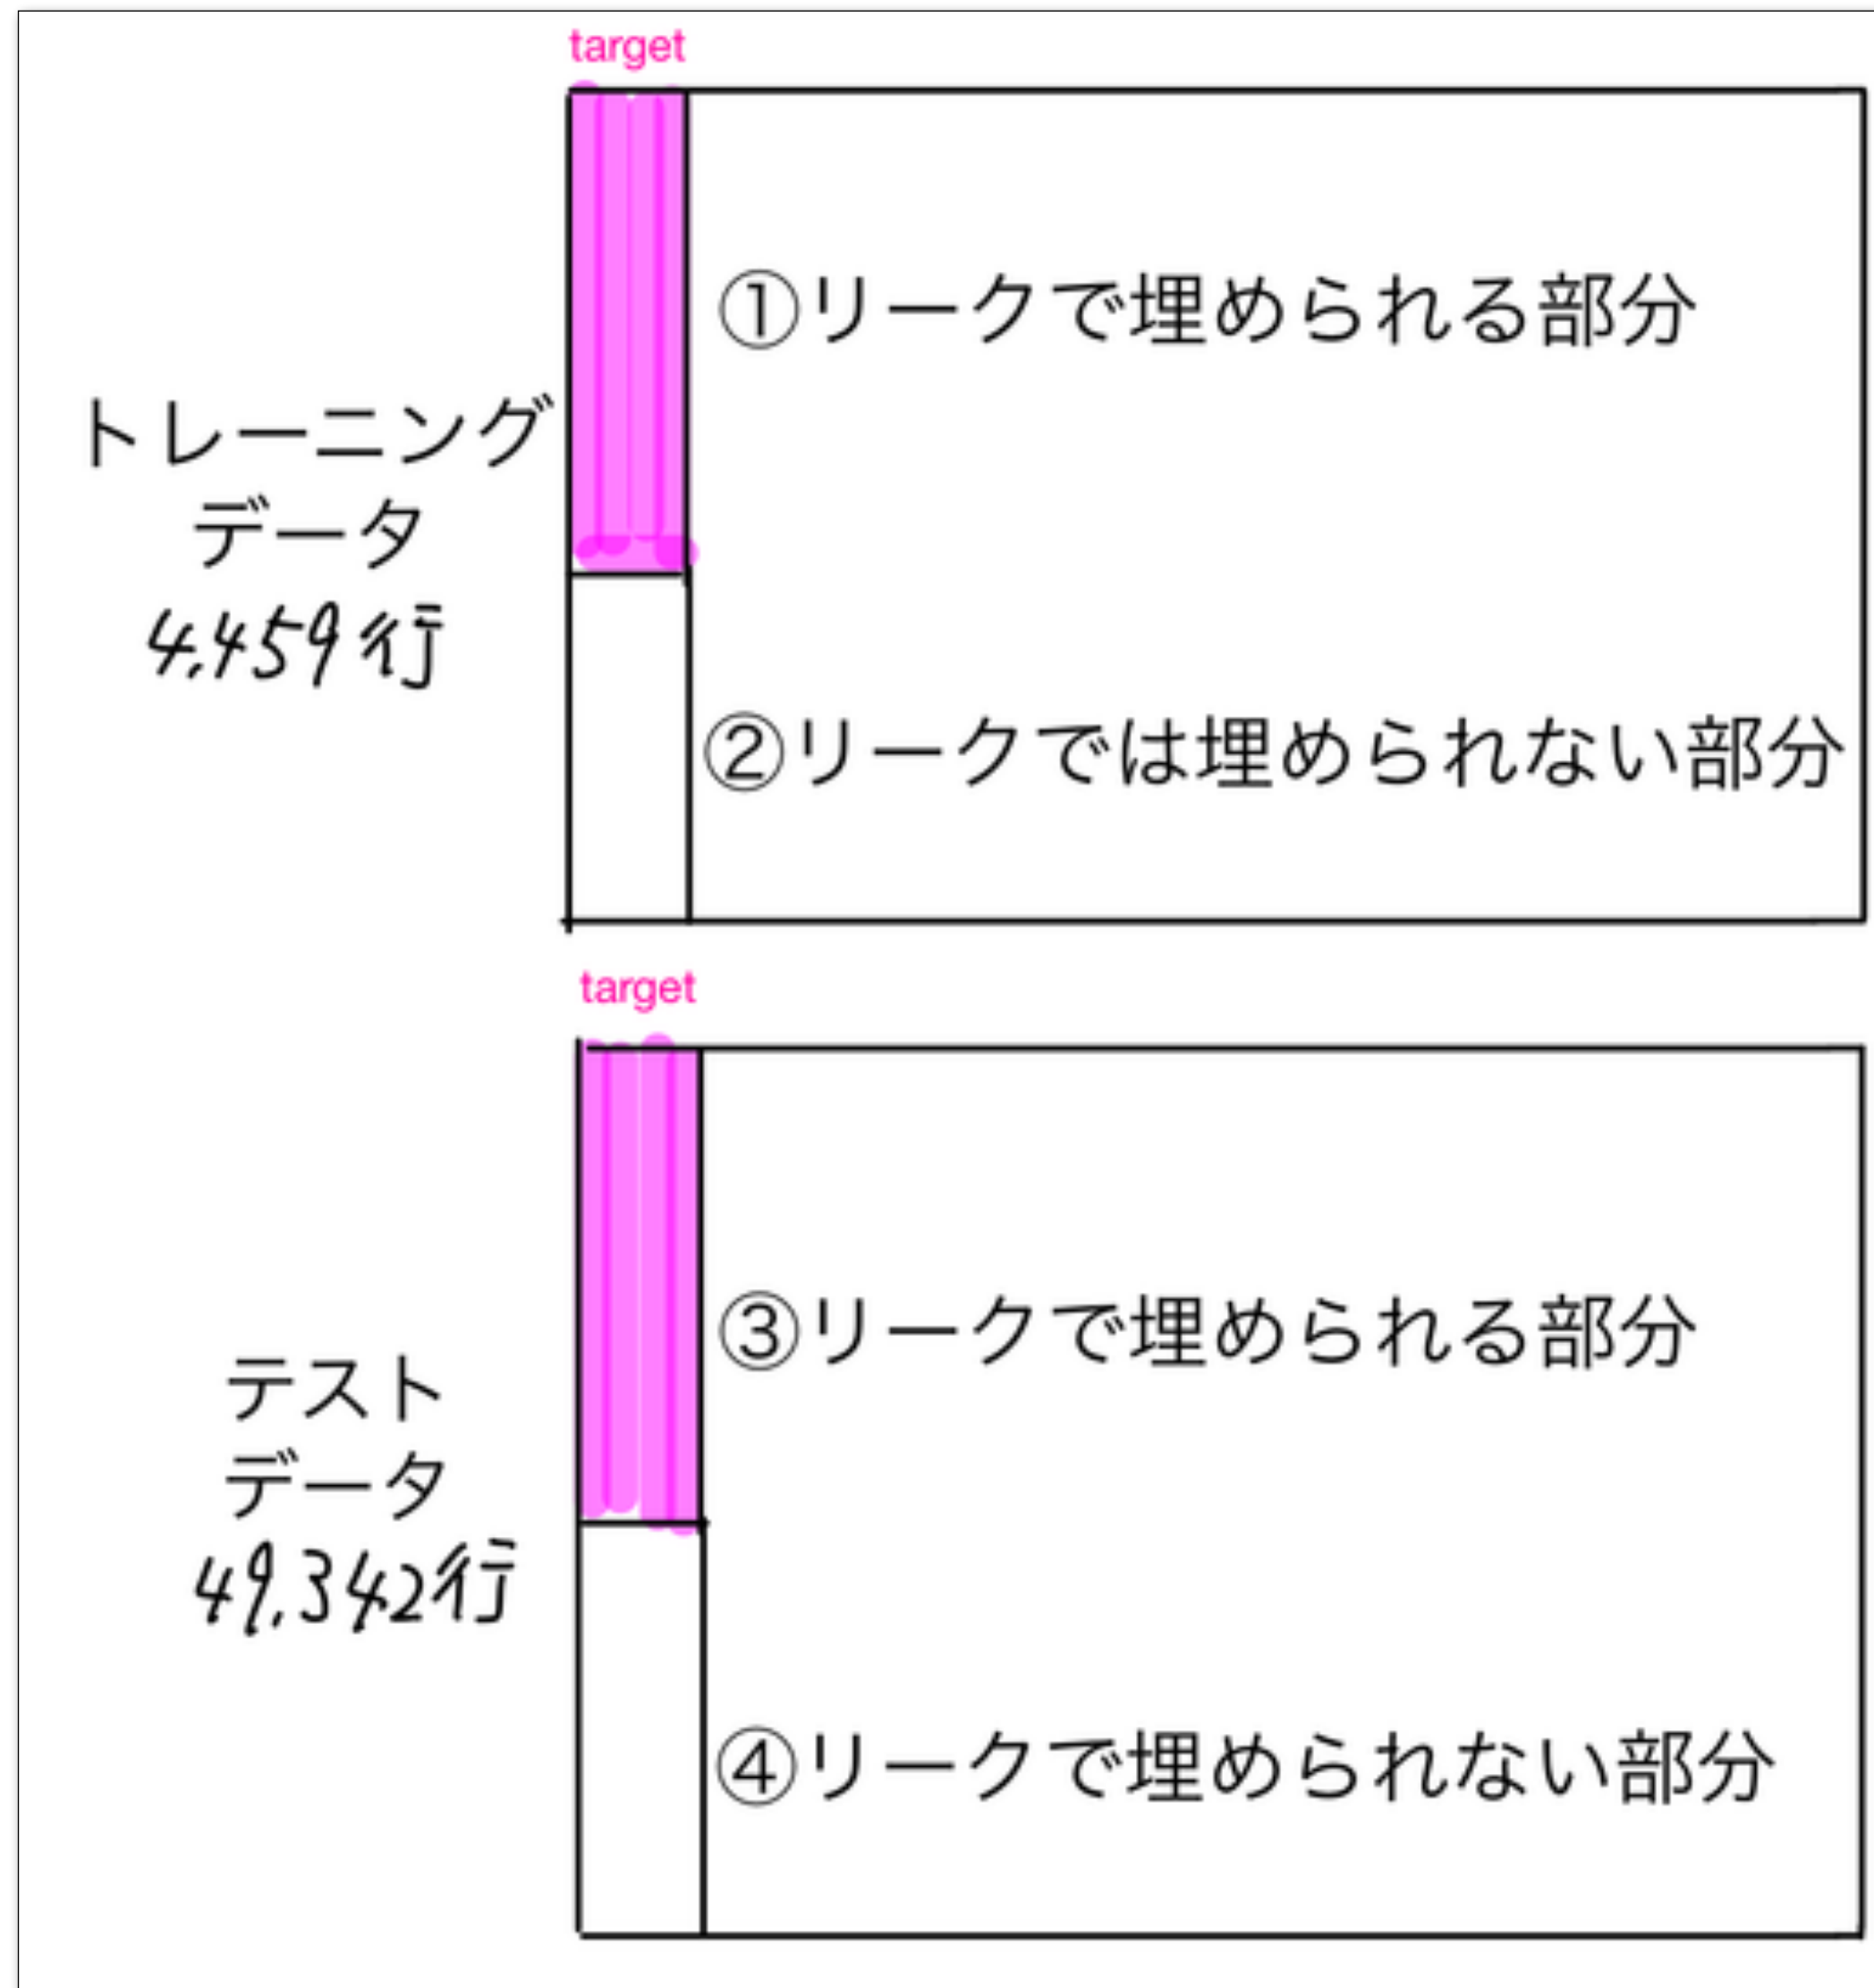 target
①リークで埋められる部分
トレーニング
データ
4,459行
②リークでは埋められない部分
target
③リークで埋められる部分
テスト
データ
49,342行
④リークで埋められない部分